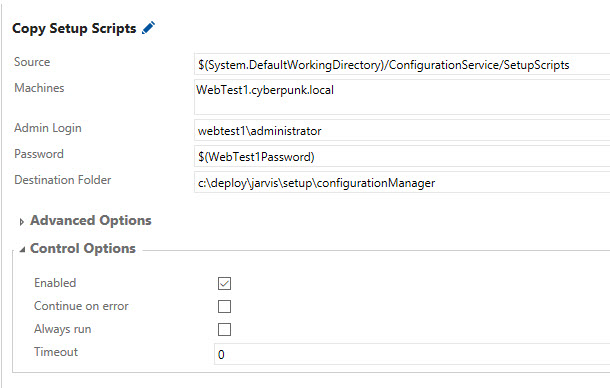 Copy Setup Scripts
Source $(System.DefaultWorkingDirectory)/ConfigurationService/SetupScripts
Machines WebTest1.cyberpunk.local
Admin Login webtest1\administrator
Password $(WebTest1Password)
Destination Folder c:\deploy\jarvis\setup\configurationManager
Advanced Options
Control Options
Enabled
Continue on error
Always run
Timeout 0